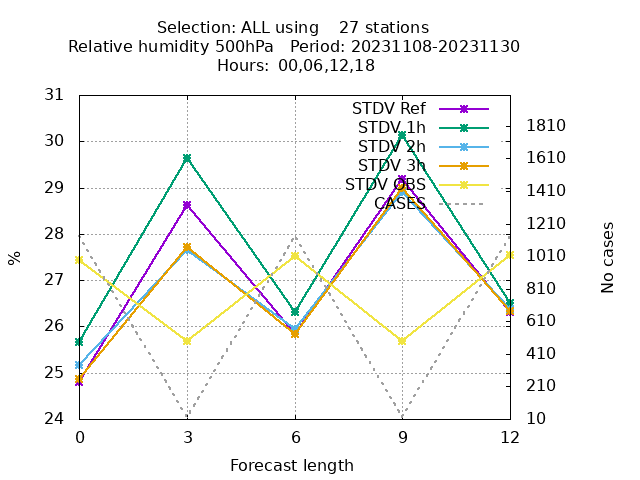 Selection: ALL using    27 stations
Relative humidity 500hPa   Period: 20231108-20231130
Hours: 00,06,12,18
31
30
29
28
27
26
25
24
%
STDV Ref
STDV 1h
STDV 2h
STDV 3h
STDV OBS
CASES
1810
1610
1410
1210
1010
810
610
410
210
10
No cases
0 3 6 9 12
Forecast length